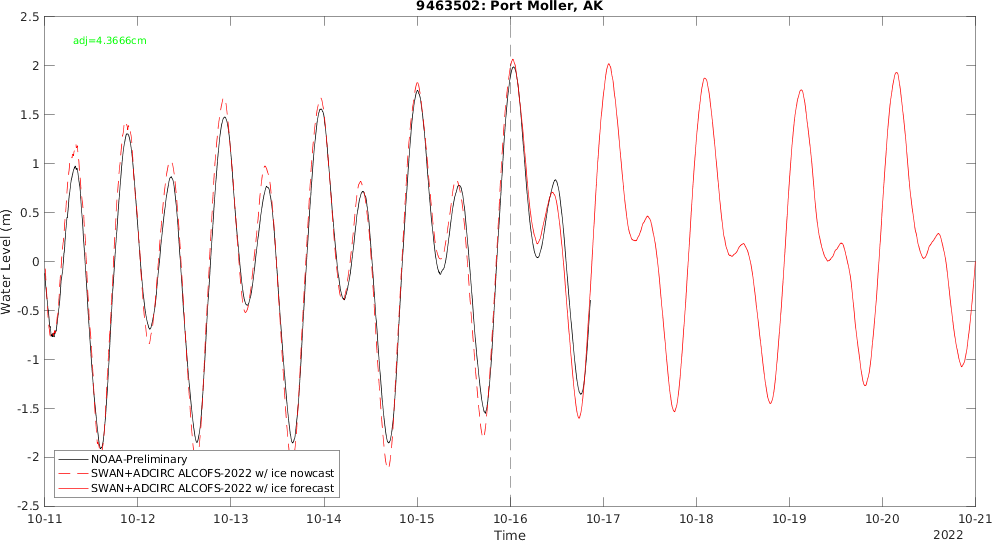 9463502: Port Moller, AK
adj=4.3666cm
2.5
2
1.5
1
0.5
0
-0.5
-1
-1.5
-2
-2.5
Water Level (m)
NOAA-Preliminary
SWAN+ADCIRC ALCOFS-2022 w/ ice nowcast
SWAN+ADCIRC ALCOFS-2022 w/ ice forecast
10-11 10-12 10-13 10-14 10-15 10-16 10-17 10-18 10-19 10-20 10-21
Time
2022